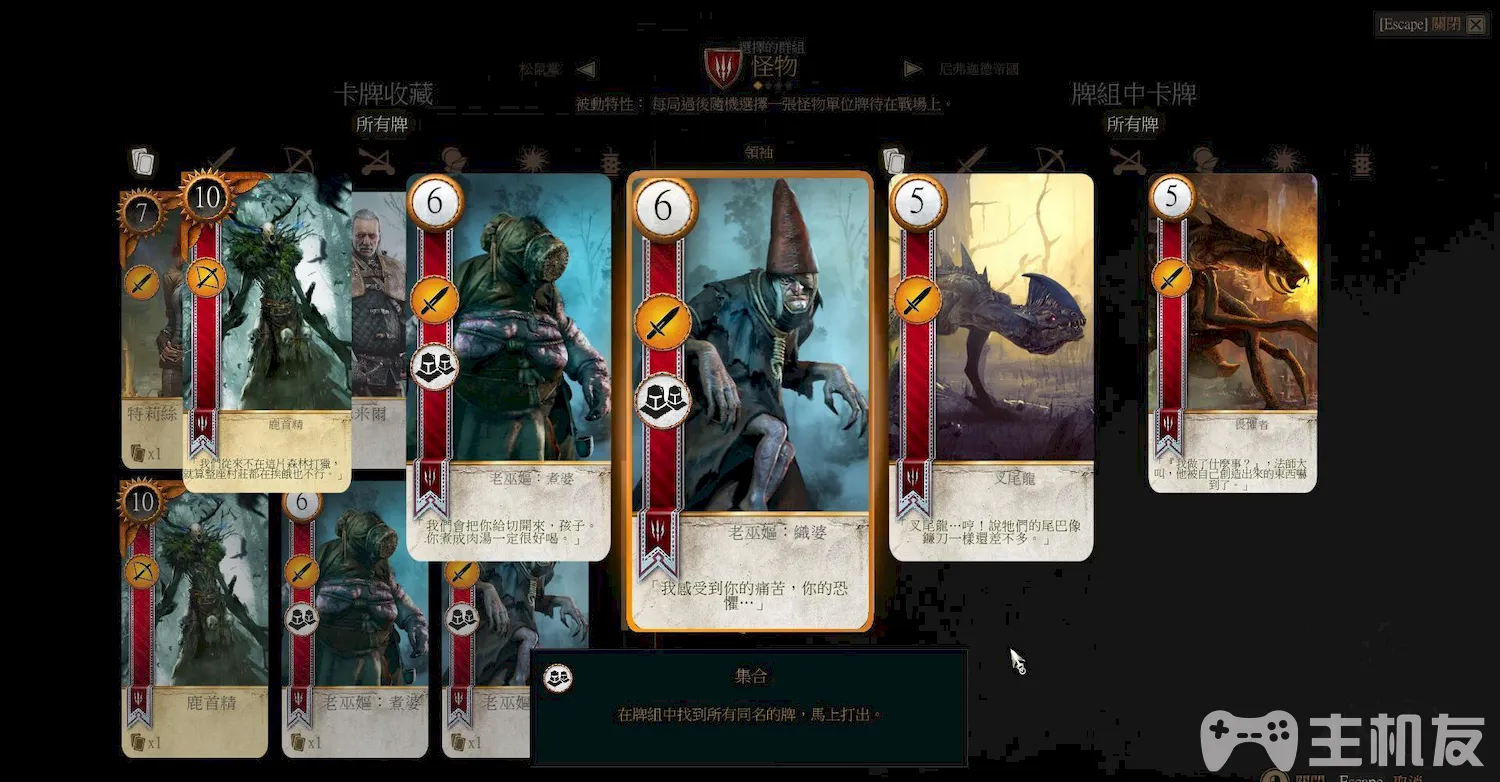 [Escape] 關閉
選擇的群組
松鼠黨
怪物
尼弗迦德帝國
卡牌收藏
所有牌
被動特性： 每局過後隨機選擇一張怪物單位牌待在戰場上。
牌組中卡牌
所有牌
領袖
7
特莉絲
x1
10
鹿首精
「我們從來不在這片森林打獵，
就算整座村莊都在挨餓也不行。」
米爾
6
老巫嫗：煮婆
「我們會把你給切開來，孩子。
你煮成肉湯一定很好喝。」
6
老巫嫗：織婆
「我感受到你的痛苦，你的恐
懼…」
5
叉尾龍
叉尾龍…哼！說牠們的尾巴像
鐮刀一樣還差不多。」
5
畏懼者
「我做了什麼事？」，法師大
叫，他被自己創造出來的東西嚇
到了。」
10
鹿首精
x1
6
老巫嫗：煮婆
x1
老巫嫗
x1
集合
在牌組中找到所有同名的牌，馬上打出。
主机友
關閉 Escape 取消